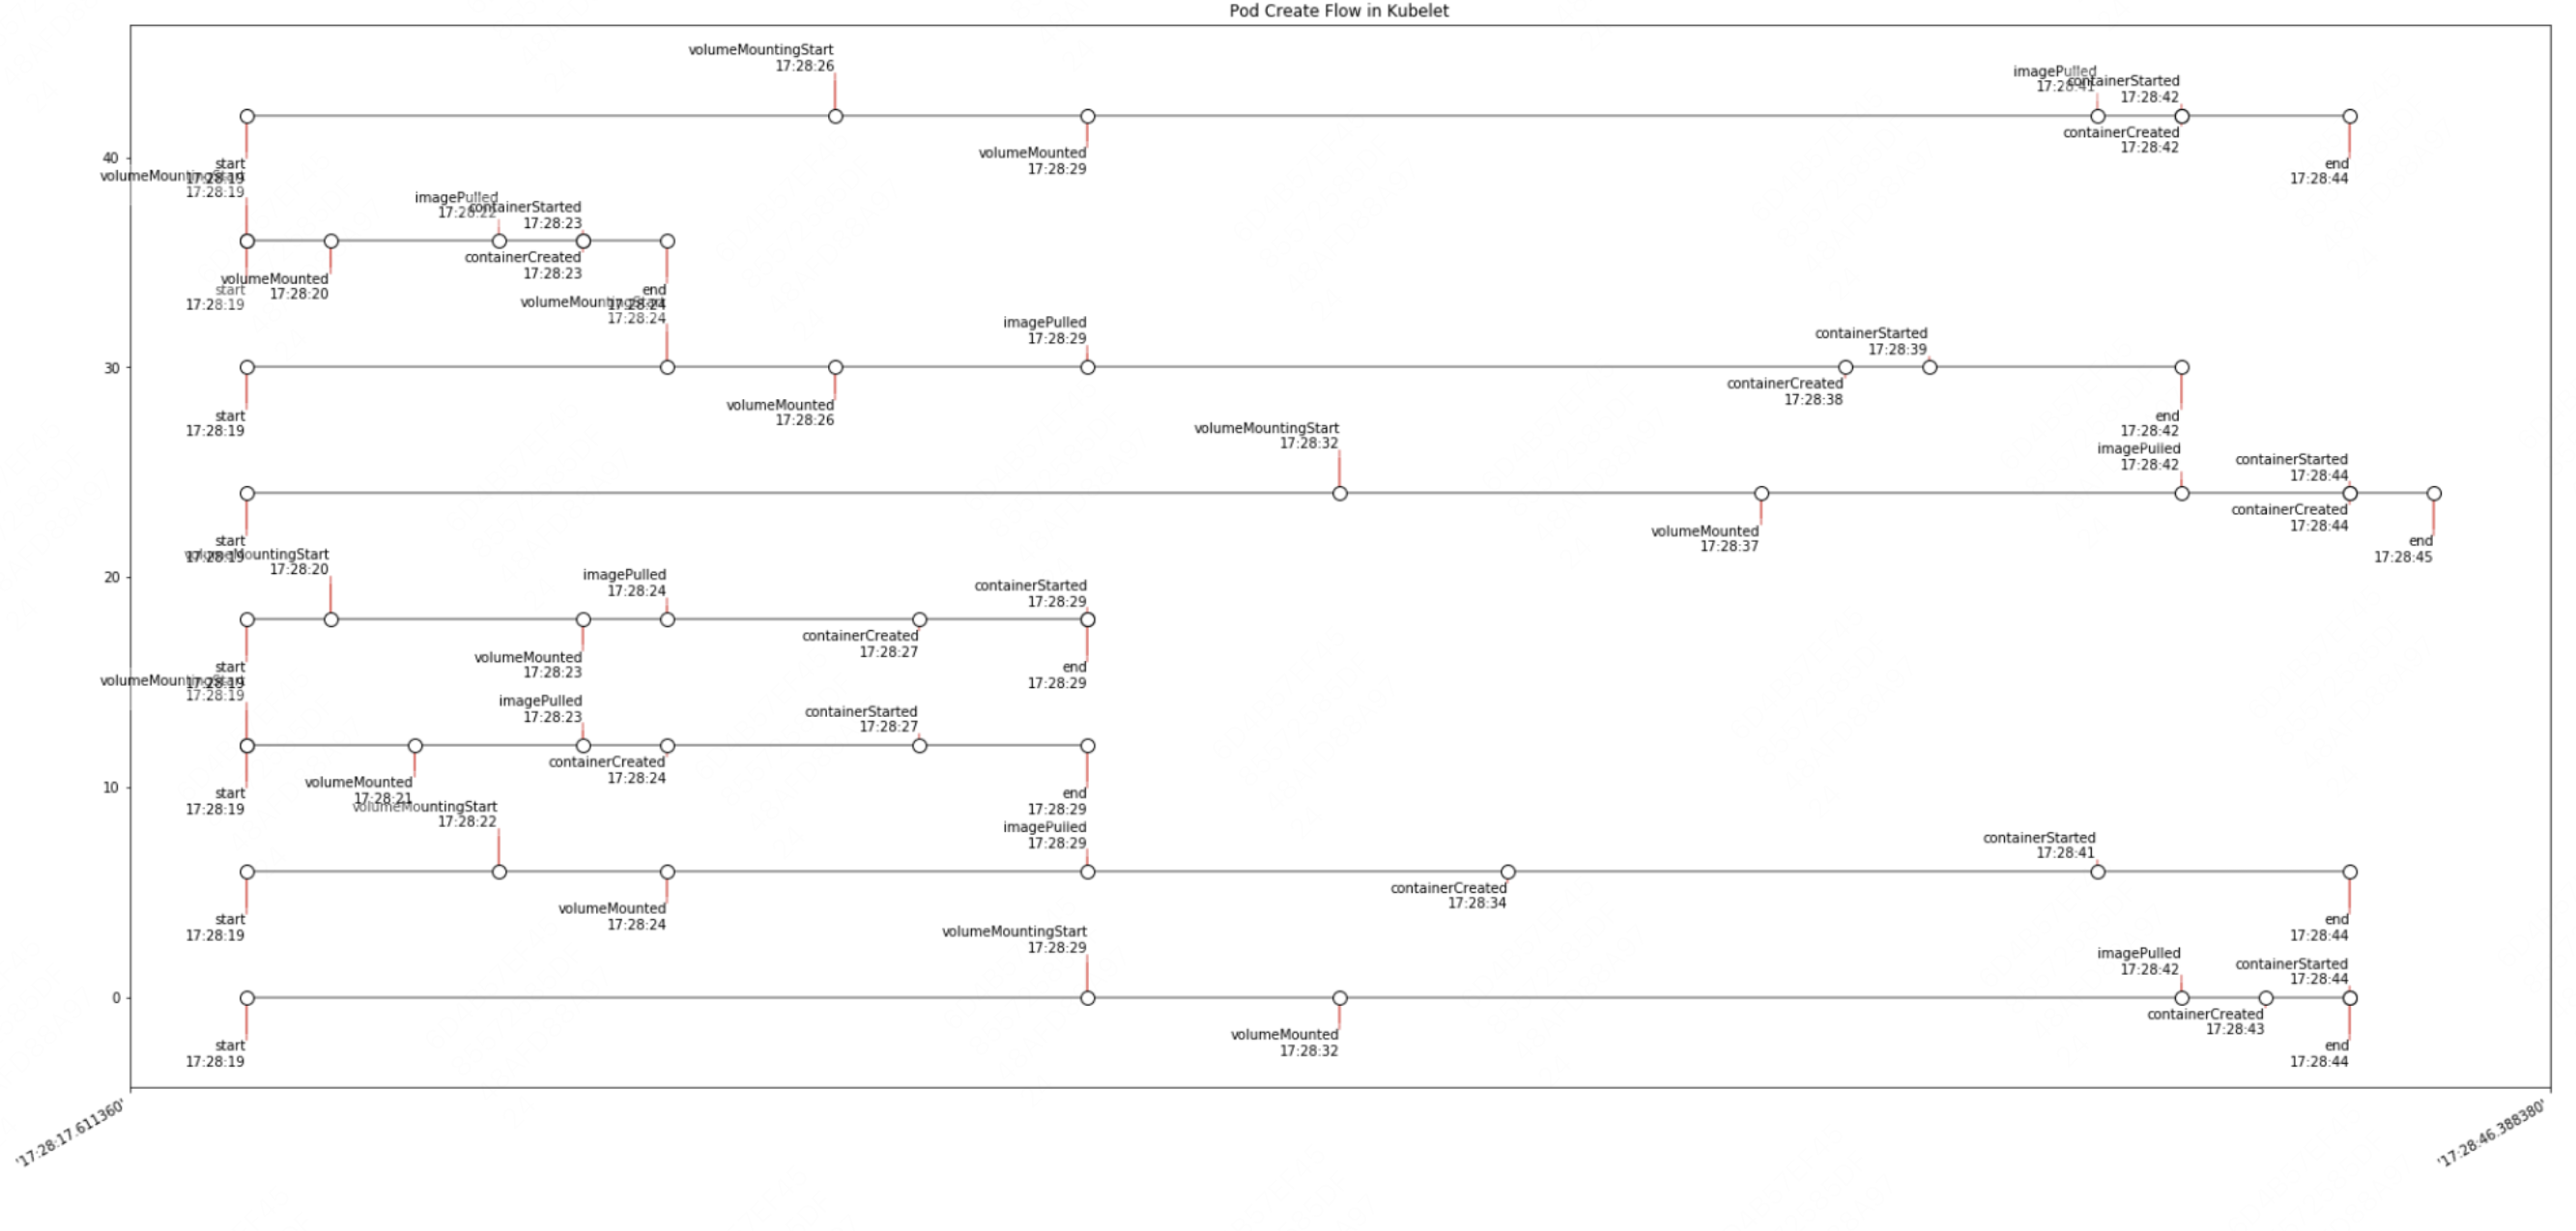 Pod Create Flow in Kubelet
volumeMountingStart
17:28:26
imagePulled
17:28:41
containerStarted
17:28:42
containerCreated
17:28:42
volumeMounted
17:28:29
40
start
17:28:19
end
17:28:44
volumeMountingStart
17:28:19
imagePulled
17:28:22
containerStarted
17:28:23
containerCreated
17:28:23
volumeMounted
17:28:20
start
17:28:19
end
17:28:24
volumeMountingStart
17:28:24
imagePulled
17:28:29
containerStarted
17:28:39
30
containerCreated
17:28:38
volumeMounted
17:28:26
start
17:28:19
end
17:28:42
volumeMountingStart
17:28:32
imagePulled
17:28:42
containerStarted
17:28:44
containerCreated
17:28:44
volumeMounted
17:28:37
start
17:28:19
end
17:28:45
volumeMountingStart
17:28:20
20
imagePulled
17:28:24
containerStarted
17:28:29
containerCreated
17:28:27
volumeMounted
17:28:23
start
17:28:19
end
17:28:29
volumeMountingStart
17:28:19
imagePulled
17:28:23
containerStarted
17:28:27
containerCreated
17:28:24
volumeMounted
17:28:21
10
start
17:28:19
end
17:28:29
volumeMountingStart
17:28:22
imagePulled
17:28:29
containerStarted
17:28:41
containerCreated
17:28:34
volumeMounted
17:28:24
start
17:28:19
end
17:28:44
volumeMountingStart
17:28:29
imagePulled
17:28:42
containerStarted
17:28:44
0
containerCreated
17:28:43
volumeMounted
17:28:32
start
17:28:19
end
17:28:44
'17:28:17.611360'
'17:28:46.388380'